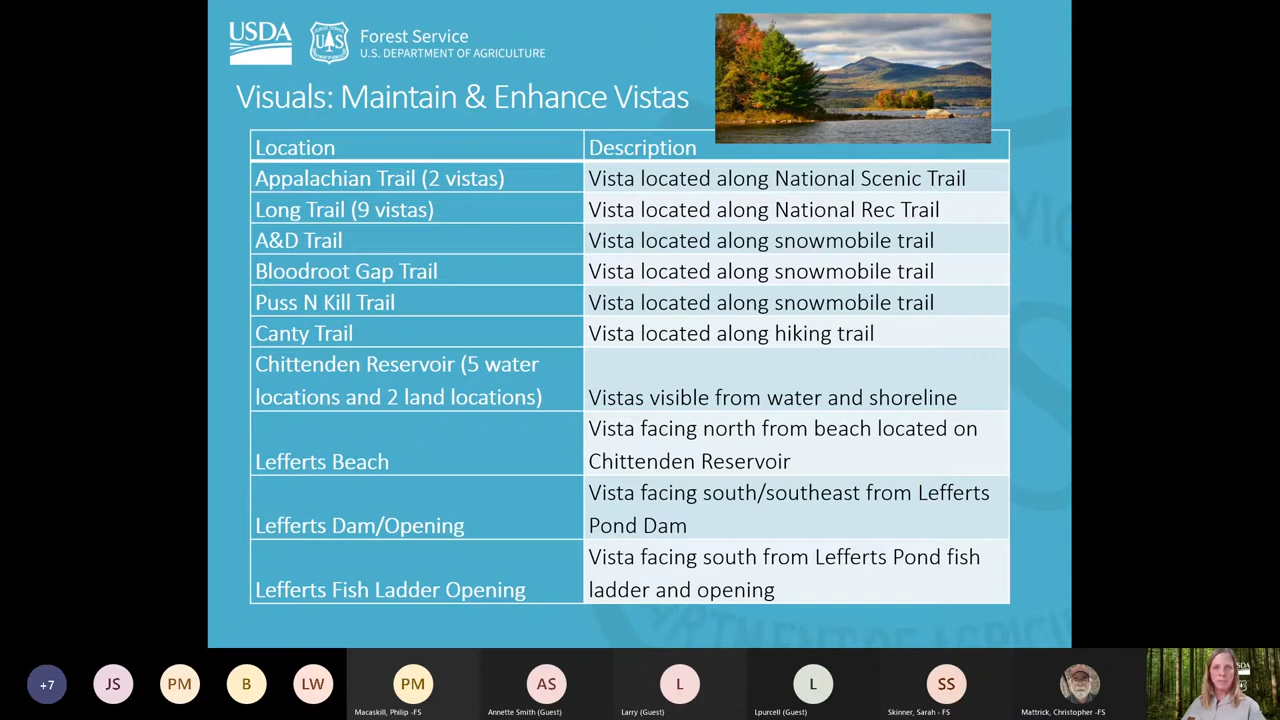 USDA
Forest Service
U.S. DEPARTMENT OF AGRICULTURE
Visuals: Maintain & Enhance Vistas
Location Description
Appalachian Trail (2 vistas) Vista located along National Scenic Trail
Long Trail (9 vistas) Vista located along National Rec Trail
A&D Trail Vista located along snowmobile trail
Bloodroot Gap Trail Vista located along snowmobile trail
Puss N Kill Trail Vista located along snowmobile trail
Canty Trail Vista located along hiking trail
Chittenden Reservoir (5 water
locations and 2 land locations) Vistas visible from water and shoreline
Vista facing north from beach located on
Lefferts Beach Chittenden Reservoir
Vista facing south/southeast from Lefferts
Lefferts Dam/Opening Pond Dam
Vista facing south from Lefferts Pond fish
Lefferts Fish Ladder Opening ladder and opening
+7 JS PM B LW PM AS L L SS
Macaskill, Philip -FS Annette Smith (Guest) Larry (Guest) Lpurcell (Guest) Skinner, Sarah - FS Mattrick, Christopher -FS